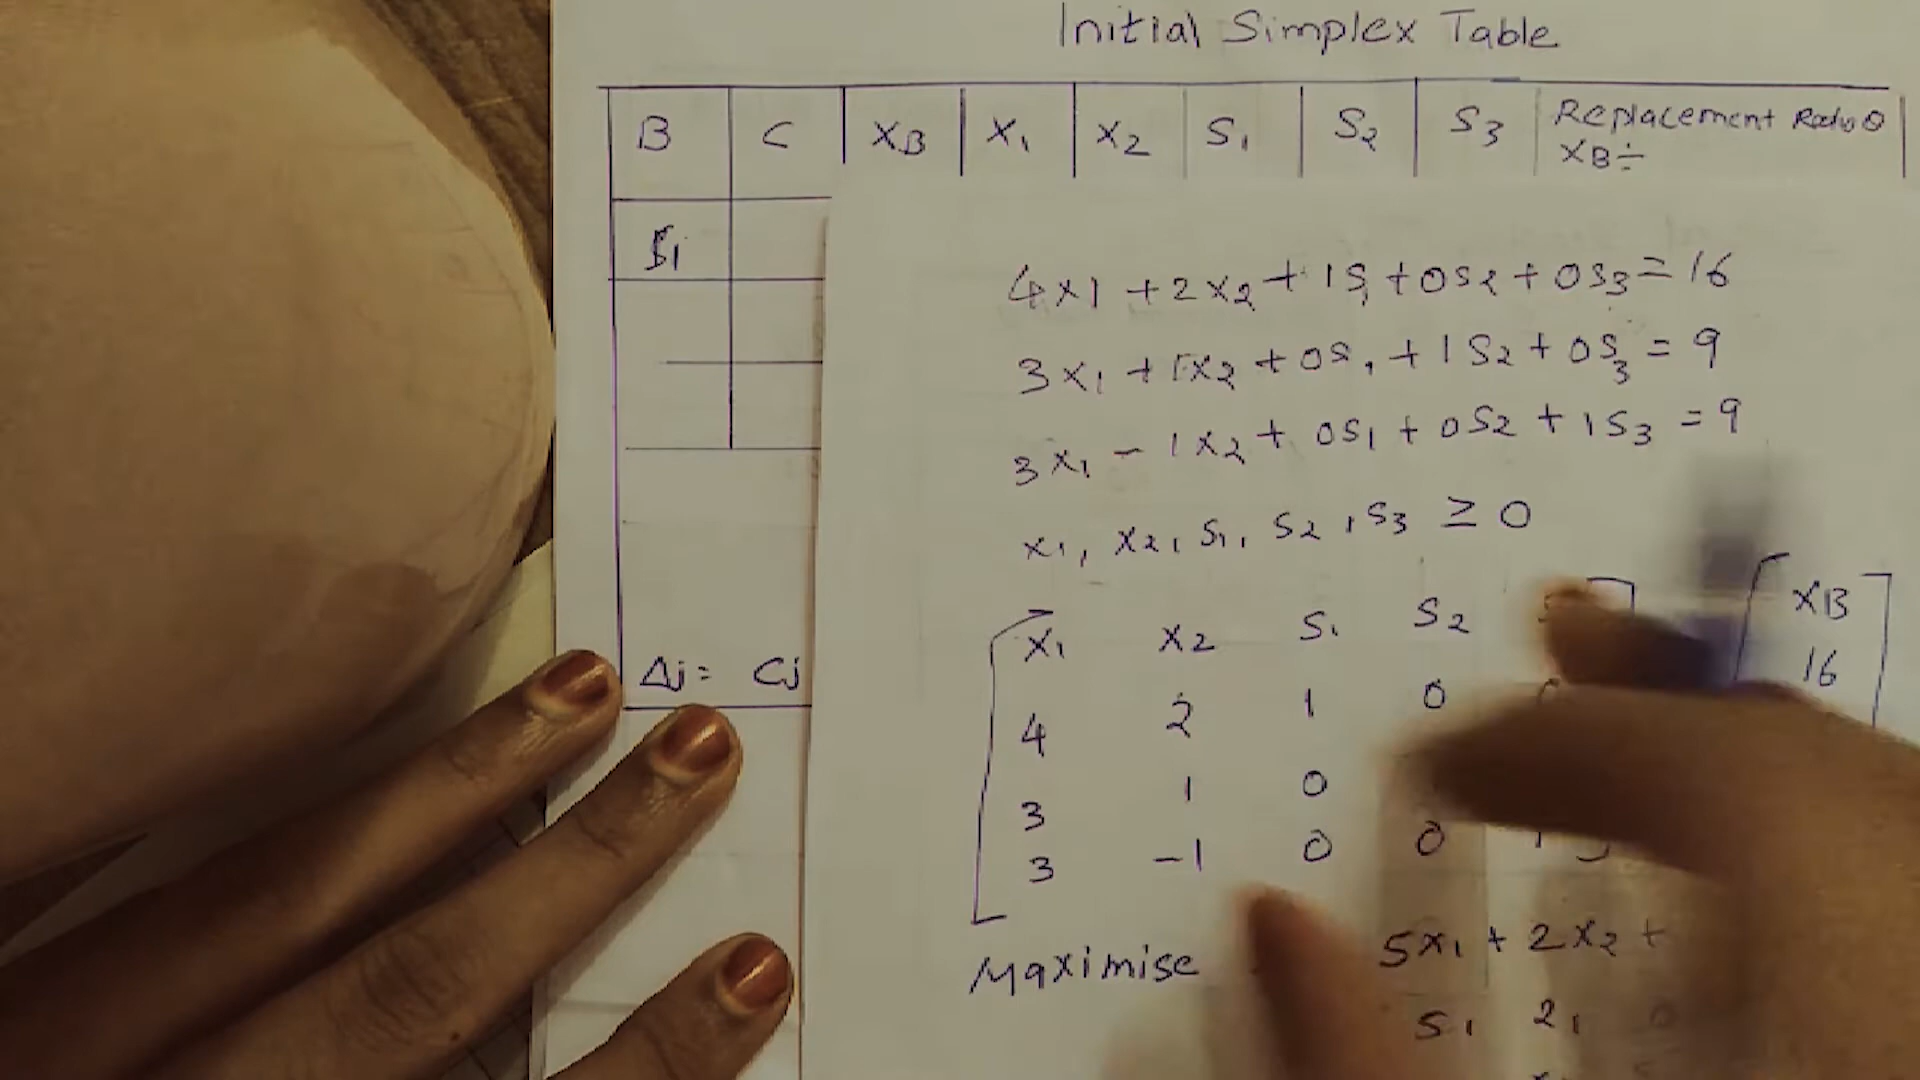 Initial Simplex Table
B C XB X1 X2 S1 S2 S3 Replacement
XB÷
S1
4x1 + 2x2 + 1S1 + 0S2 + 0S3 = 16
3x1 + 1x2 + 0S1 + 1S2 + 0S3 = 9
3x1 - 1x2 + 0S1 + 0S2 + 1S3 = 9
x1, x2, S1, S2, S3 ≥ 0
X1 X2 S1 S2 XB
4 2 1 0 16
3 1 0
3 -1 0 0 1
Δj = Cj
Maximise 5x1 + 2x2 +
5, 2,